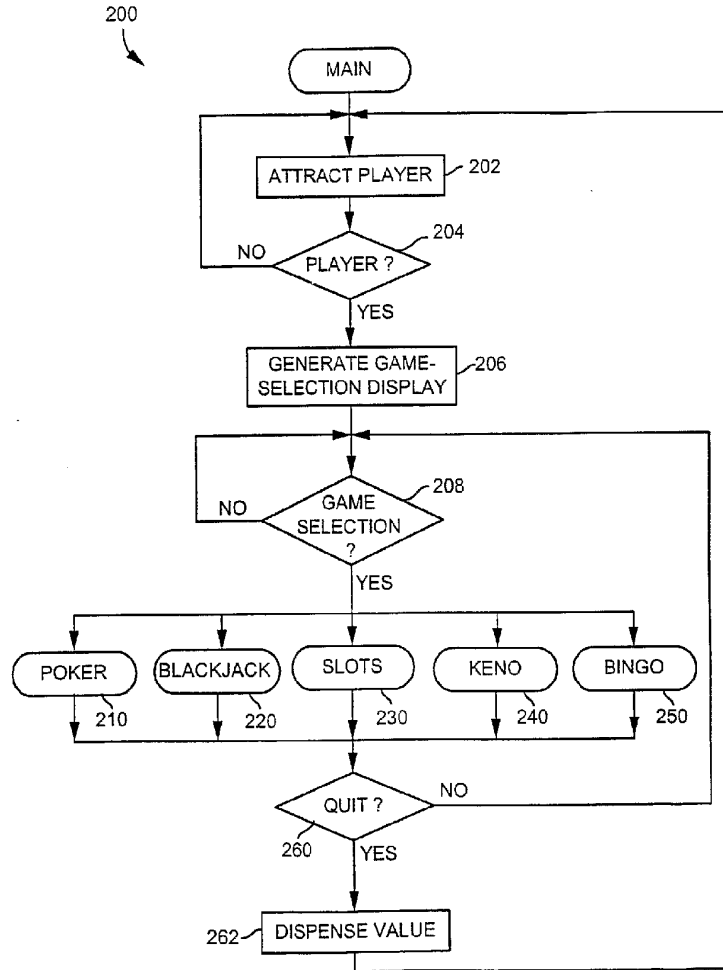 200
MAIN
ATTRACT PLAYER
202
204
NO
PLAYER ?
YES
GENERATE GAME-
SELECTION DISPLAY
206
208
NO
GAME
SELECTION
?
YES
POKER
BLACKJACK
SLOTS
KENO
BINGO
210
220
230
240
250
QUIT ?
NO
260
YES
262
DISPENSE VALUE